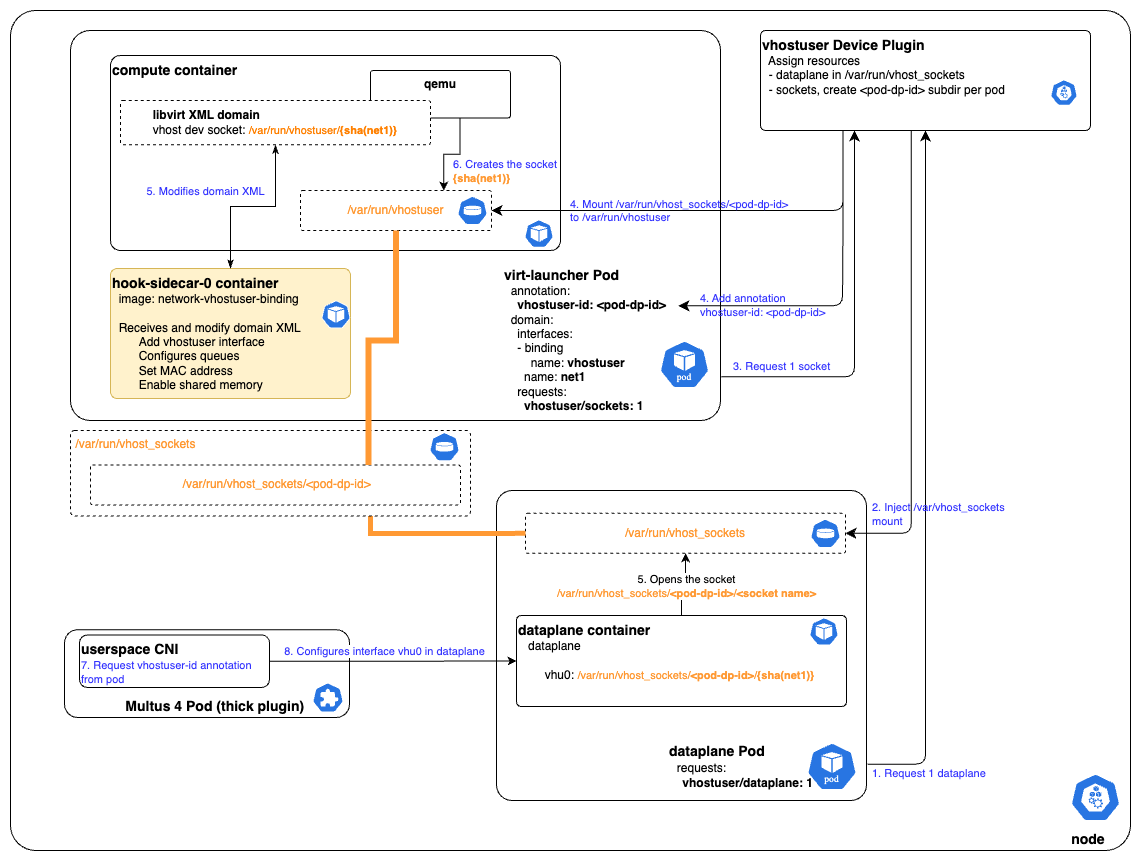 compute container
qemu
libvirt XML domain
vhost dev socket: /var/run/vhostuser/{sha(net1)}
6. Creates the socket
{sha(net1)}
5. Modifies domain XML
/var/run/vhostuser
vhostuser Device Plugin
Assign resources
- dataplane in /var/run/vhost_sockets
- sockets, create <pod-dp-id> subdir per pod
4. Mount /var/run/vhost_sockets/<pod-dp-id>
to /var/run/vhostuser
hook-sidecar-0 container
image: network-vhostuser-binding
Receives and modify domain XML
Add vhostuser interface
Configures queues
Set MAC address
Enable shared memory
virt-launcher Pod
annotation:
vhostuser-id: <pod-dp-id>
domain:
interfaces:
- binding
name: vhostuser
name: net1
requests:
vhostuser/sockets: 1
pod
4. Add annotation
vhostuser-id: <pod-dp-id>
3. Request 1 socket
/var/run/vhost_sockets
/var/run/vhost_sockets/<pod-dp-id>
/var/run/vhost_sockets
2. Inject /var/vhost_sockets
mount
5. Opens the socket
/var/run/vhost_sockets/<pod-dp-id>/<socket name>
dataplane container
dataplane
vhu0: /var/run/vhost_sockets/<pod-dp-id>/{sha(net1)}
userspace CNI
7. Request vhostuser-id annotation
from pod
Multus 4 Pod (thick plugin)
8. Configures interface vhu0 in dataplane
dataplane Pod
requests:
vhostuser/dataplane: 1
pod
1. Request 1 dataplane
node